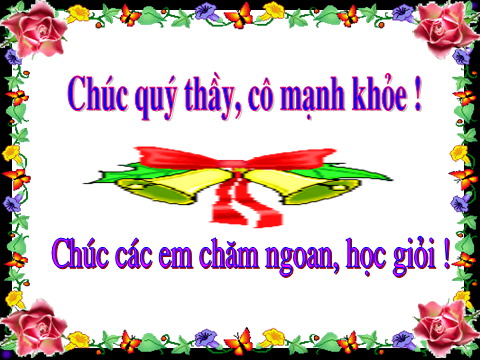 Chúc quý thầy, cô mạnh khỏe !
Chúc các em chăm ngoan, học giỏi !